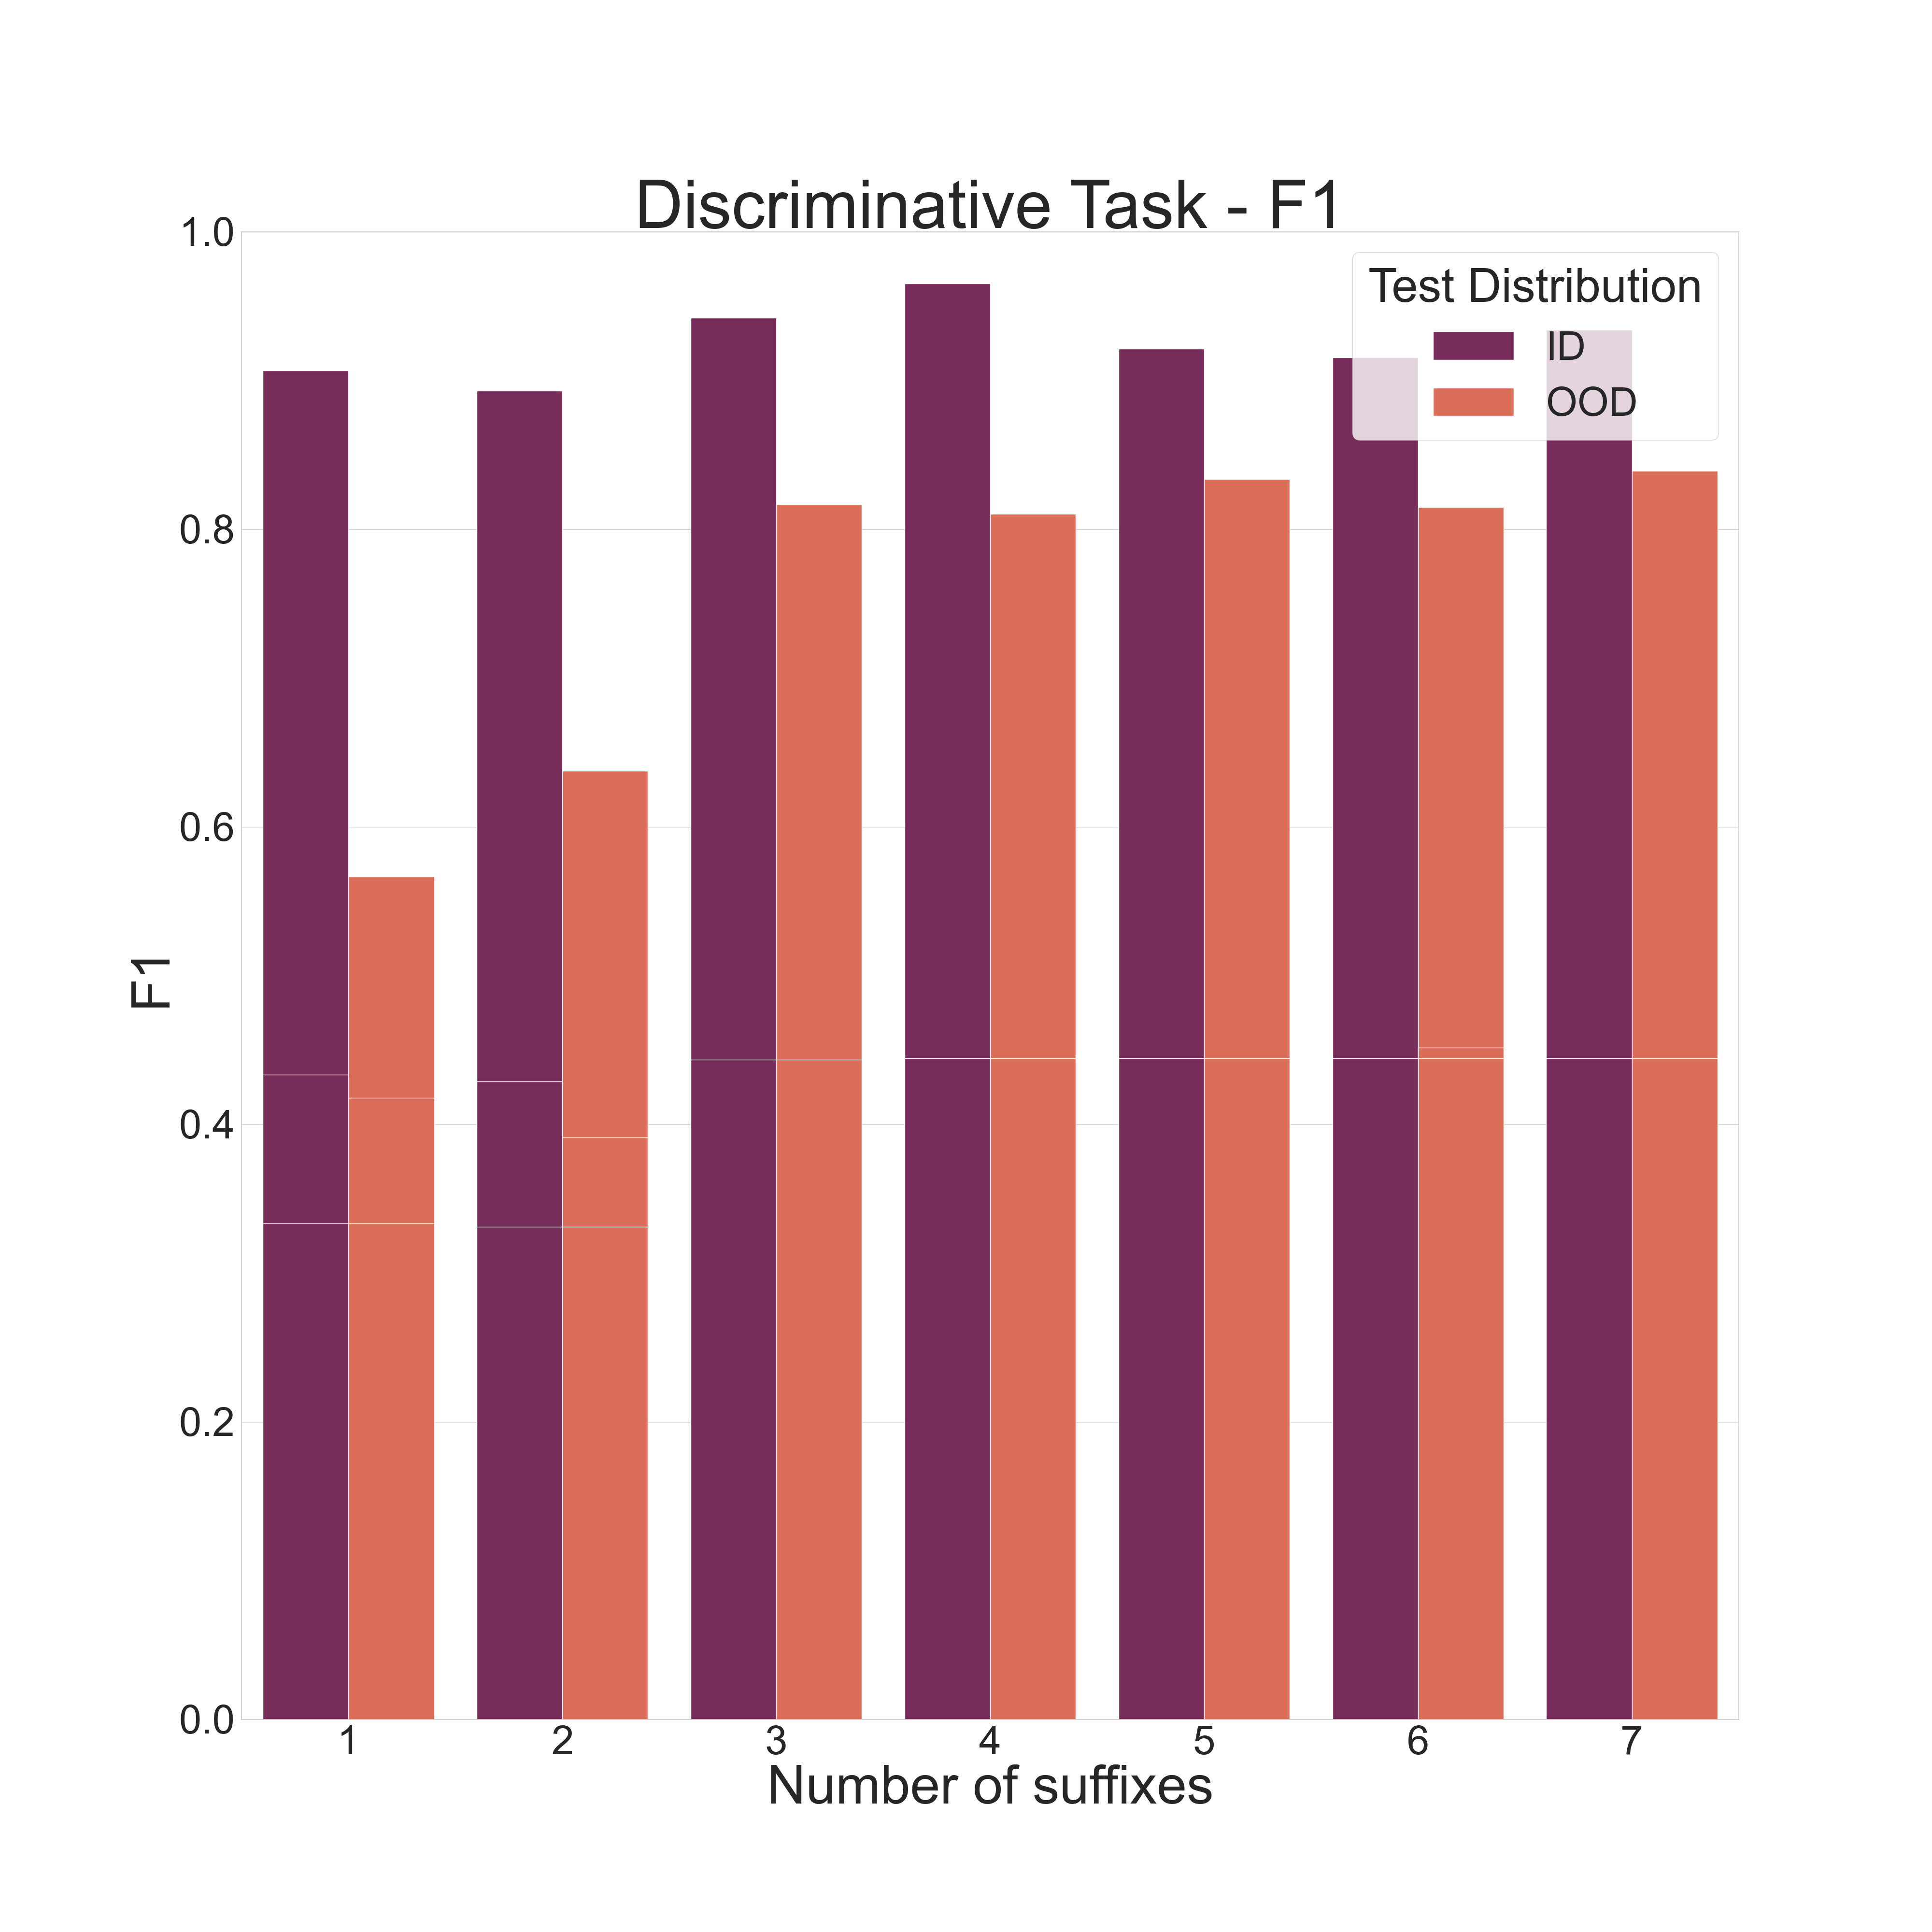 Discriminative Task - F1
1.0
0.8
0.6
0.4
0.2
0.0
F1
Test Distribution
ID
OOD
1 2 3 4 5 6 7
Number of suffixes